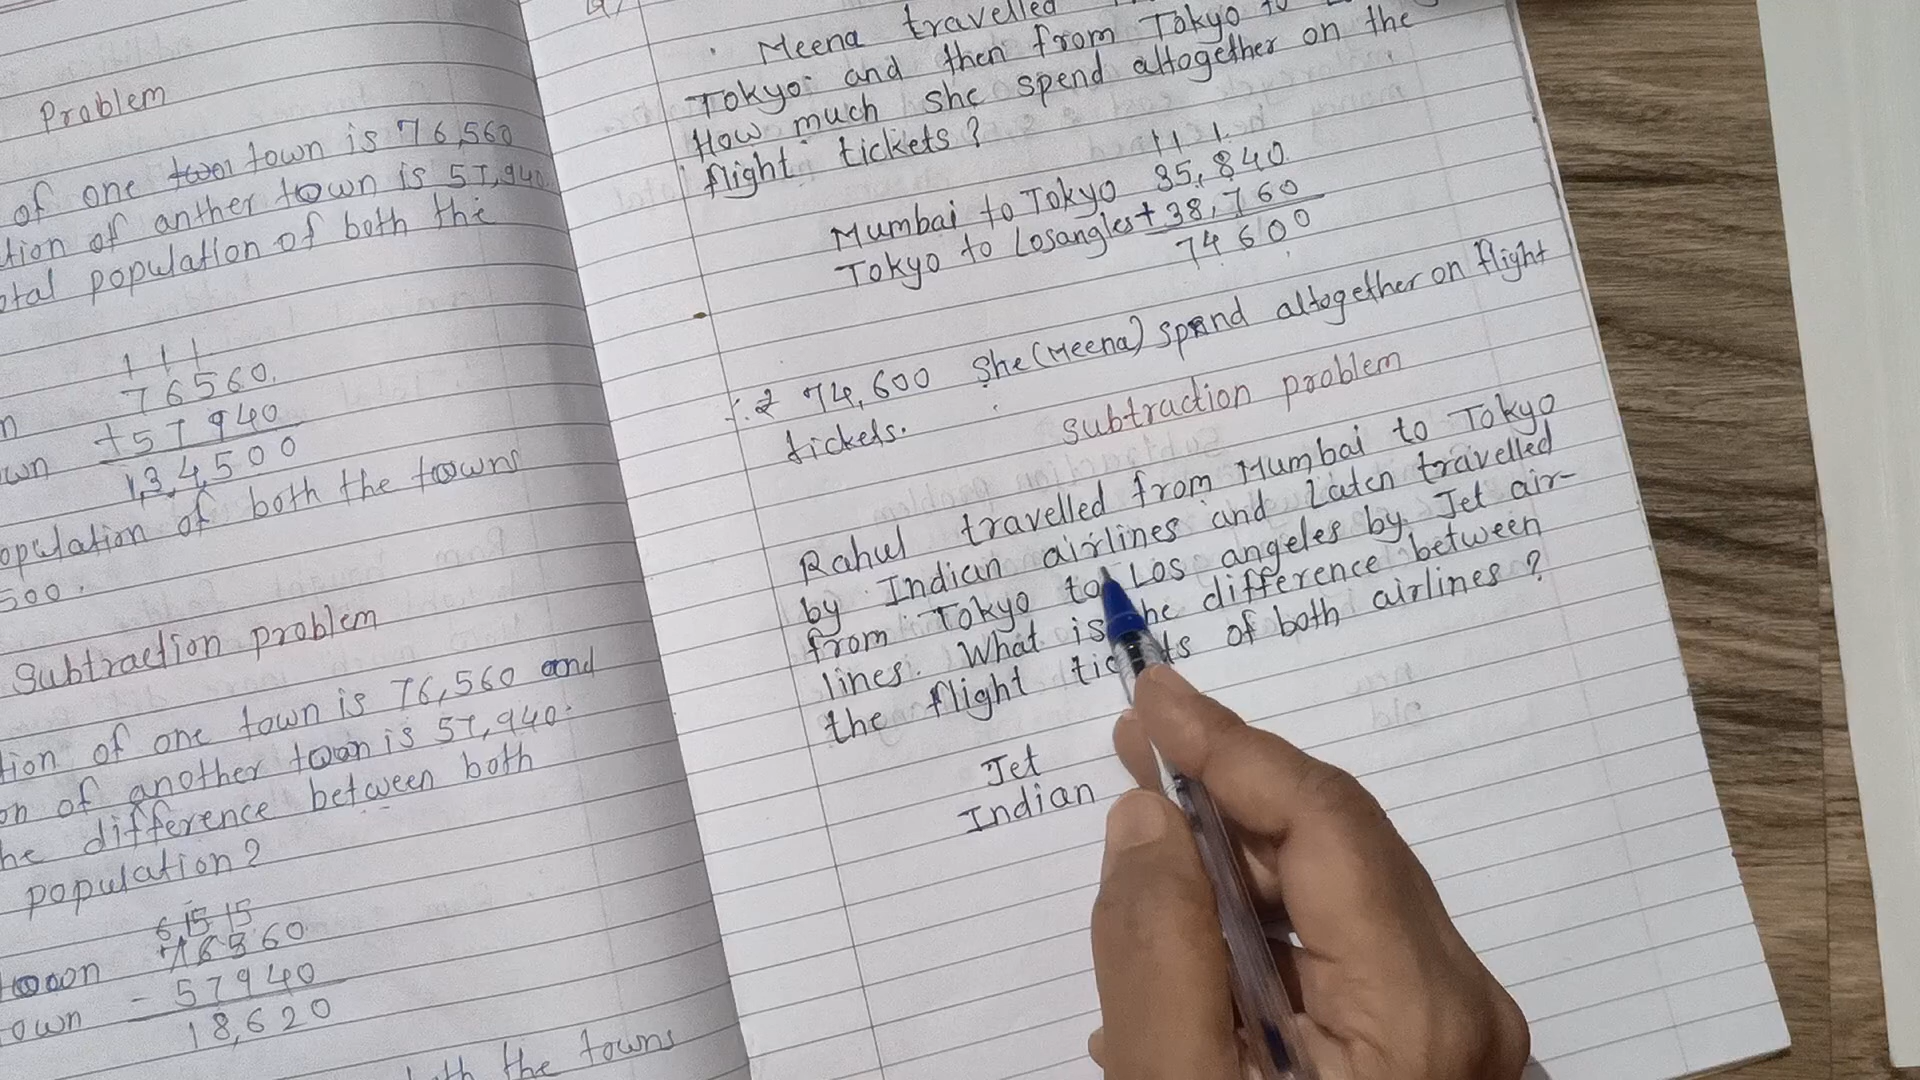 Problem
of one town is 76,560
tion of anther town is 57,940
otal population of both the
1 1 1
76560.
+57940
1,3,4,500
opulation of both the towns
500.
Subtraction problem
tion of one town is 76,560 and
on of another town is 57,940.
he difference between both
population?
6 15 15
76560
- 57940
own
18,620
the towns
Meena travelled
Tokyo and then from Tokyo to
How much she spend altogether on the
flight tickets?
1 1 1
Mumbai to Tokyo 35,840
Tokyo to Losangles + 38,760
74600
∴ ₹ 74,600 She (Meena) spend altogether on flight
tickets.
Subtraction problem
Rahul travelled from Mumbai to Tokyo
by Indian airlines and Later travelled
from Tokyo to Los angeles by Jet air-
lines. What is the difference between
the flight tickets of both airlines?
Jet
Indian